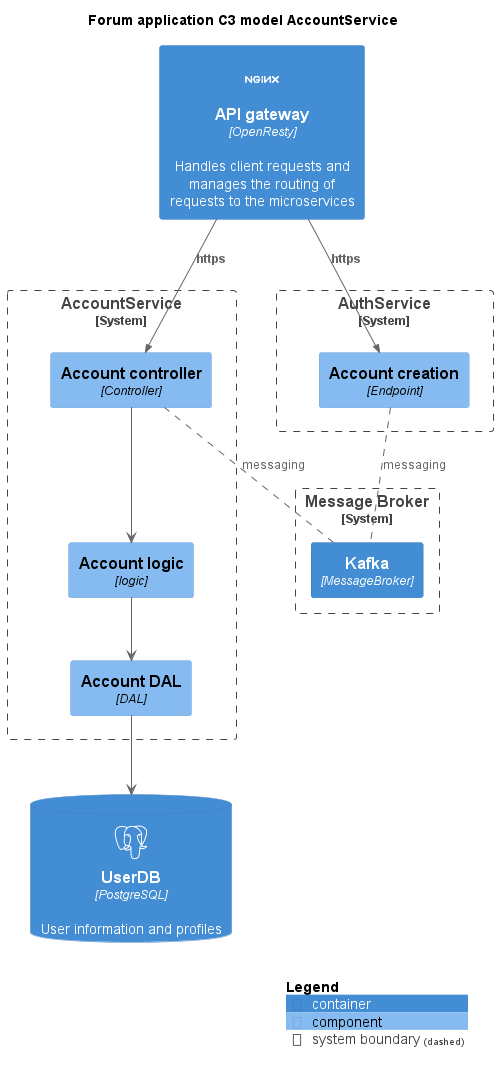 Forum application C3 model AccountService
NGINX
API gateway
[OpenResty]
Handles client requests and
manages the routing of
requests to the microservices
https
https
AccountService
[System]
AuthService
[System]
Account controller
[Controller]
Account creation
[Endpoint]
messaging
messaging
Message Broker
[System]
Account logic
[logic]
Kafka
[MessageBroker]
Account DAL
[DAL]
UserDB
[PostgreSQL]
User information and profiles
Legend
container
component
system boundary (dashed)